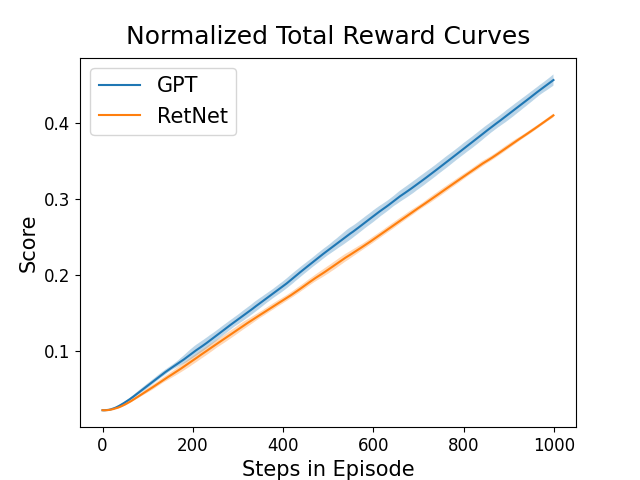 Normalized Total Reward Curves
GPT
RetNet
Score
0.4
0.3
0.2
0.1
0 200 400 600 800 1000
Steps in Episode